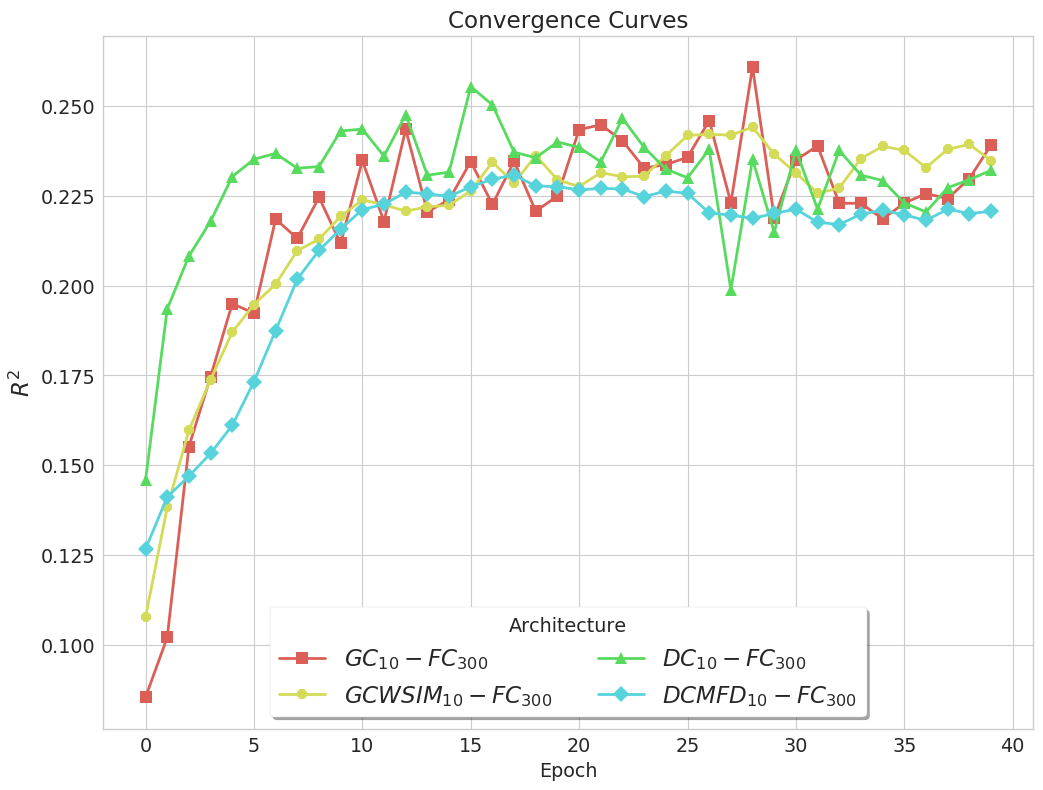 Convergence Curves
0.250
0.225
0.200
0.175
0.150
0.125
0.100
R²
Architecture
GC₁₀ − FC₃₀₀
DC₁₀ − FC₃₀₀
GCWSIM₁₀ − FC₃₀₀
DCMFD₁₀ − FC₃₀₀
0 5 10 15 20 25 30 35 40
Epoch